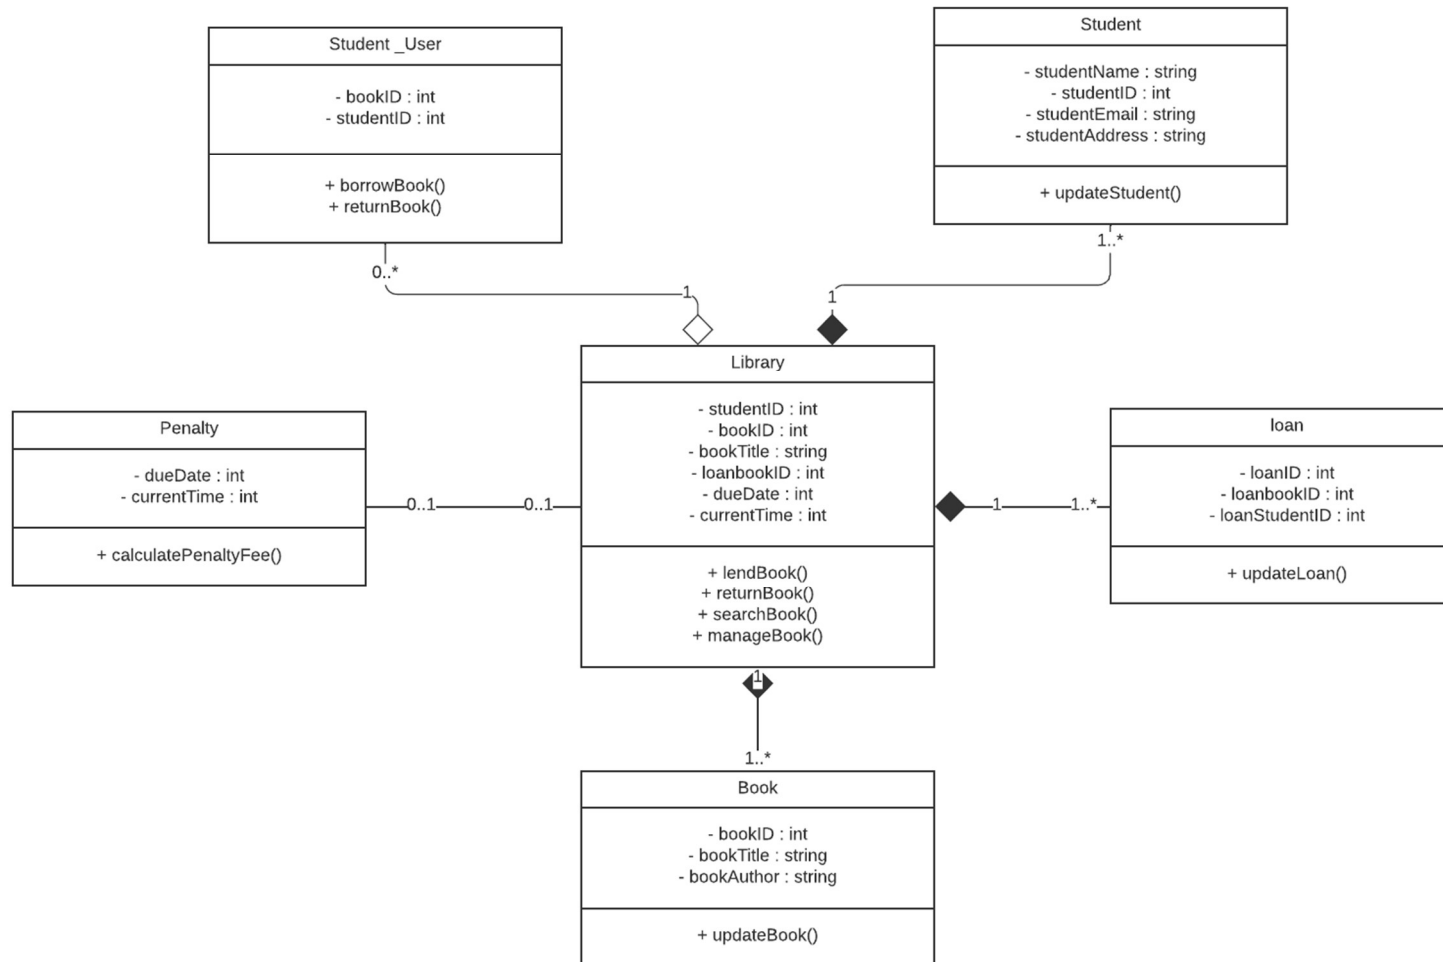 Student _User
- bookID : int
- studentID : int
+ borrowBook()
+ returnBook()
0..*
1
Student
- studentName : string
- studentID : int
- studentEmail : string
- studentAddress : string
+ updateStudent()
1..*
1
Library
- studentID : int
- bookID : int
- bookTitle : string
- loanbookID : int
- dueDate : int
- currentTime : int
+ lendBook()
+ returnBook()
+ searchBook()
+ manageBook()
Penalty
- dueDate : int
- currentTime : int
+ calculatePenaltyFee()
0..1
0..1
1
1..*
loan
- loanID : int
- loanbookID : int
- loanStudentID : int
+ updateLoan()
1
1..*
Book
- bookID : int
- bookTitle : string
- bookAuthor : string
+ updateBook()